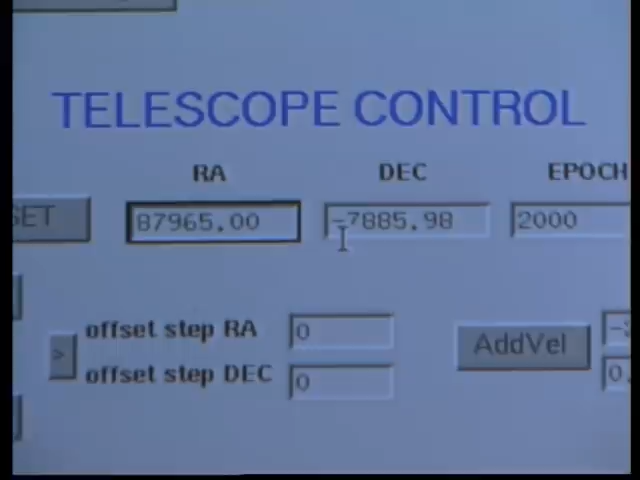 TELESCOPE CONTROL
RA DEC EPOCH
SET 87965.00 -7885.98 2000
offset step RA 0 AddVel
> offset step DEC 0 0.